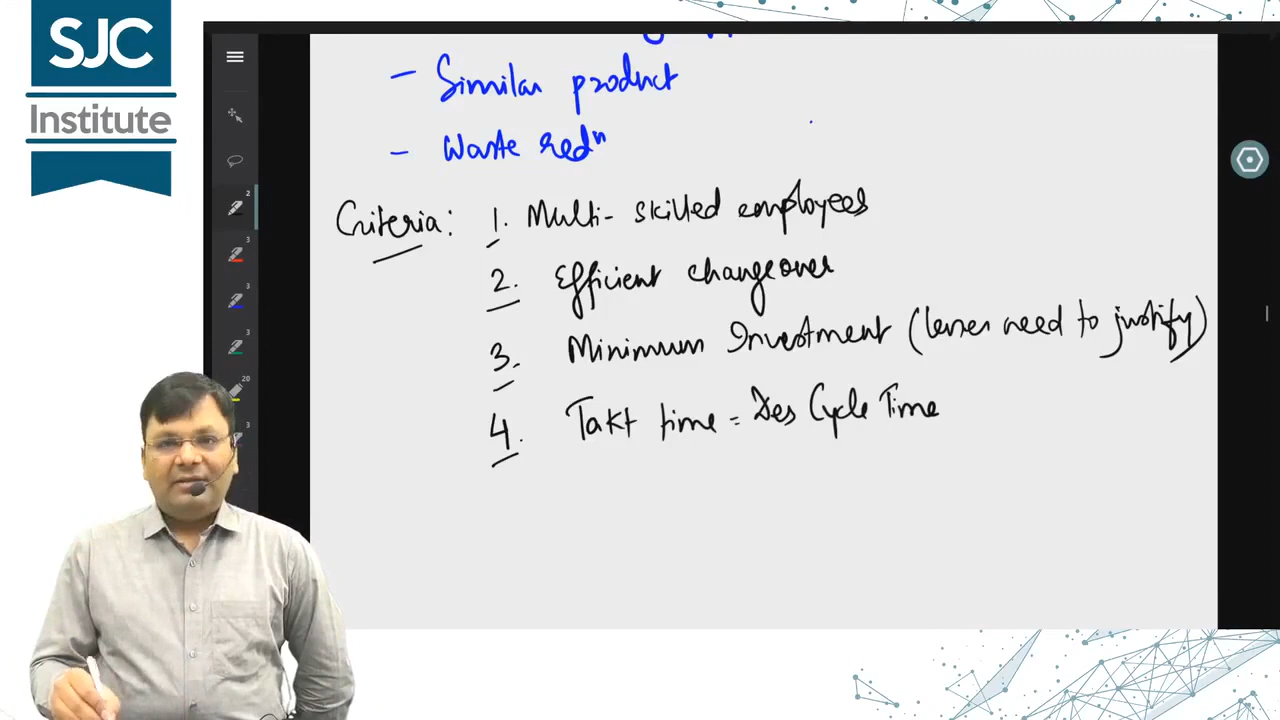 SJC
Institute
- Similar product
- Waste redⁿ
Criteria: 1. Multi-skilled employees
2. Efficient changeover
3. Minimum Investment (lesser need to justify)
4. Takt time = Des Cycle Time